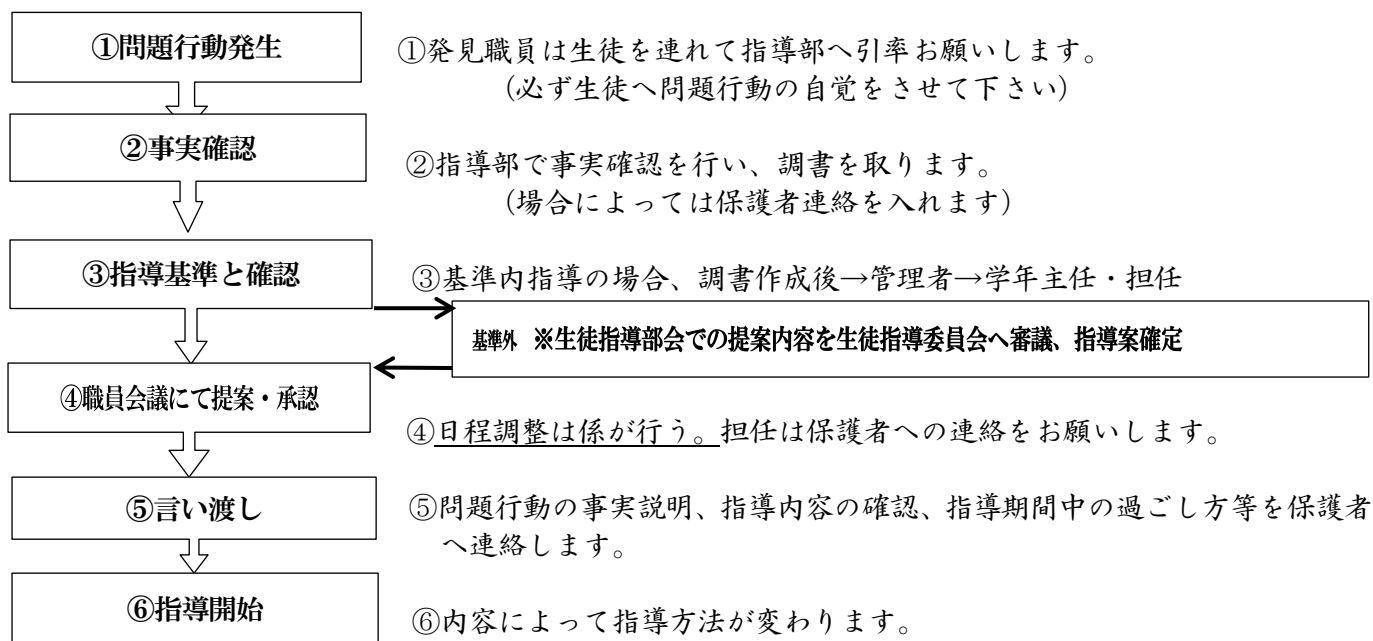 ①問題行動発生
①発見職員は生徒を連れて指導部へ引率お願いします。
(必ず生徒へ問題行動の自覚をさせて下さい)
②事実確認
②指導部で事実確認を行い、調書を取ります。
(場合によっては保護者連絡を入れます)
③指導基準と確認
③基準内指導の場合、調書作成後→管理者→学年主任・担任
基準外 ※生徒指導部会での提案内容を生徒指導委員会へ審議、指導案確定
④職員会議にて提案・承認
④日程調整は係が行う。担任は保護者への連絡をお願いします。
⑤言い渡し
⑤問題行動の事実説明、指導内容の確認、指導期間中の過ごし方等を保護者
へ連絡します。
⑥指導開始
⑥内容によって指導方法が変わります。